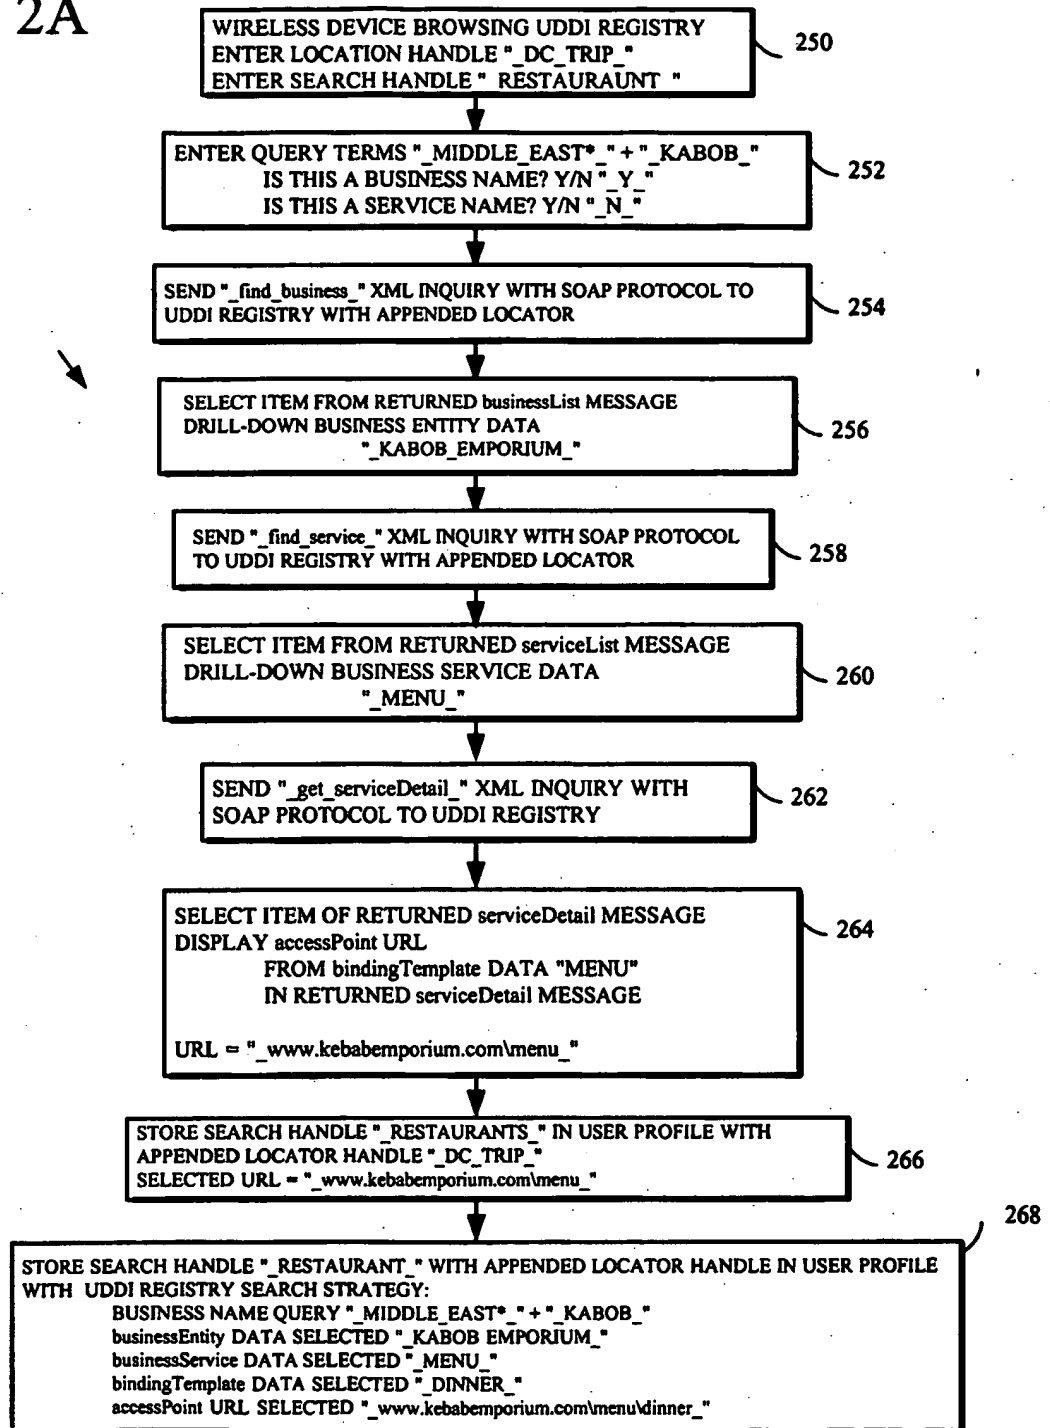 2A
WIRELESS DEVICE BROWSING UDDI REGISTRY
ENTER LOCATION HANDLE "_DC_TRIP_"
ENTER SEARCH HANDLE "_RESTAURAUNT_"
250
ENTER QUERY TERMS "_MIDDLE_EAST*_" + "_KABOB_"
IS THIS A BUSINESS NAME? Y/N "_Y_"
IS THIS A SERVICE NAME? Y/N "_N_"
252
SEND "_find_business_" XML INQUIRY WITH SOAP PROTOCOL TO
UDDI REGISTRY WITH APPENDED LOCATOR
254
SELECT ITEM FROM RETURNED businessList MESSAGE
DRILL-DOWN BUSINESS ENTITY DATA
"_KABOB_EMPORIUM_"
256
SEND "_find_service_" XML INQUIRY WITH SOAP PROTOCOL
TO UDDI REGISTRY WITH APPENDED LOCATOR
258
SELECT ITEM FROM RETURNED serviceList MESSAGE
DRILL-DOWN BUSINESS SERVICE DATA
"_MENU_"
260
SEND "_get_serviceDetail_" XML INQUIRY WITH
SOAP PROTOCOL TO UDDI REGISTRY
262
SELECT ITEM OF RETURNED serviceDetail MESSAGE
DISPLAY accessPoint URL
FROM bindingTemplate DATA "MENU"
IN RETURNED serviceDetail MESSAGE
URL = "_www.kebabemporium.com\menu_"
264
STORE SEARCH HANDLE "_RESTAURANTS_" IN USER PROFILE WITH
APPENDED LOCATOR HANDLE "_DC_TRIP_"
SELECTED URL = "_www.kebabemporium.com\menu_"
266
268
STORE SEARCH HANDLE "_RESTAURANT_" WITH APPENDED LOCATOR HANDLE IN USER PROFILE
WITH UDDI REGISTRY SEARCH STRATEGY:
BUSINESS NAME QUERY "_MIDDLE_EAST*_" + "_KABOB_"
businessEntity DATA SELECTED "_KABOB EMPORIUM_"
businessService DATA SELECTED "_MENU_"
bindingTemplate DATA SELECTED "_DINNER_"
accessPoint URL SELECTED "_www.kebabemporium.com\menu\dinner_"